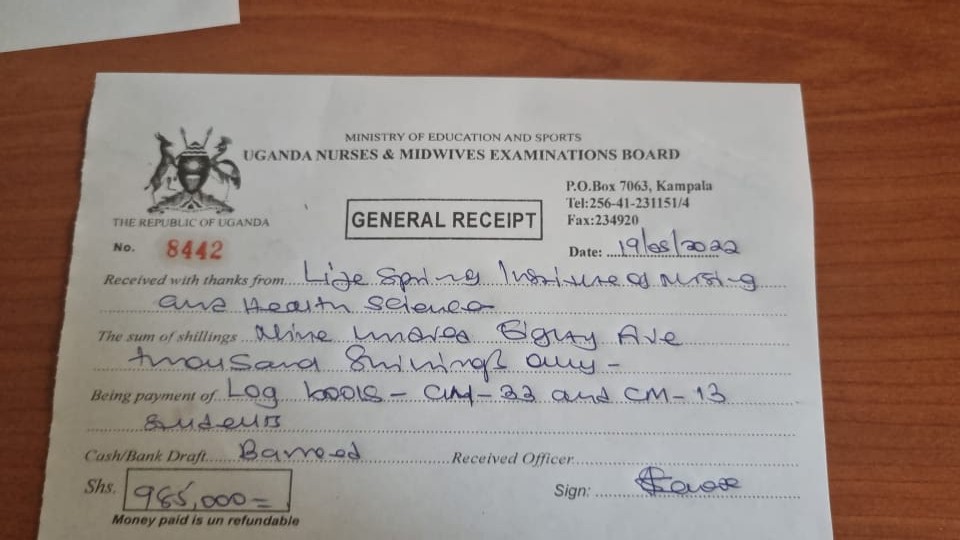 MINISTRY OF EDUCATION AND SPORTS
UGANDA NURSES & MIDWIVES EXAMINATIONS BOARD
P.O.Box 7063, Kampala
Tel:256-41-231151/4
Fax:234920
THE REPUBLIC OF UGANDA
GENERAL RECEIPT
No. 8442
Date: 19/05/2022
Received with thanks from Life Spring Institute of Nursing
and Health Science
The sum of shillings Nine Hundred Eighty Five
thousand Shillings only -
Being payment of Log books - CN - 33 and CM - 13
Students
Cash/Bank Draft Banked Received Officer
Shs. 985,000=
Sign:
Money paid is un refundable